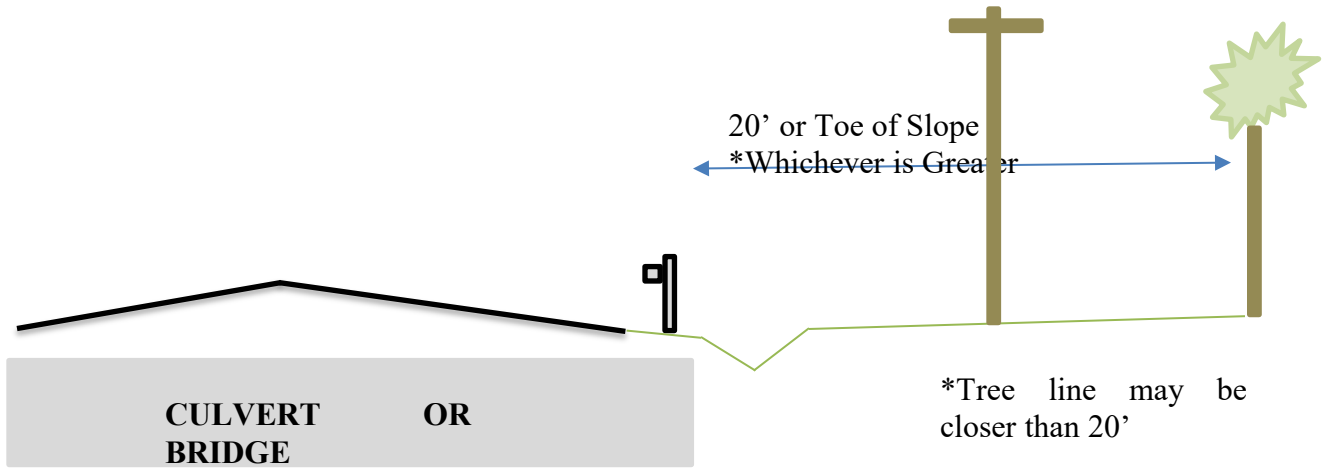 20’ or Toe of Slope
*Whichever is Greater
*Tree line may be
closer than 20’
CULVERT OR
BRIDGE